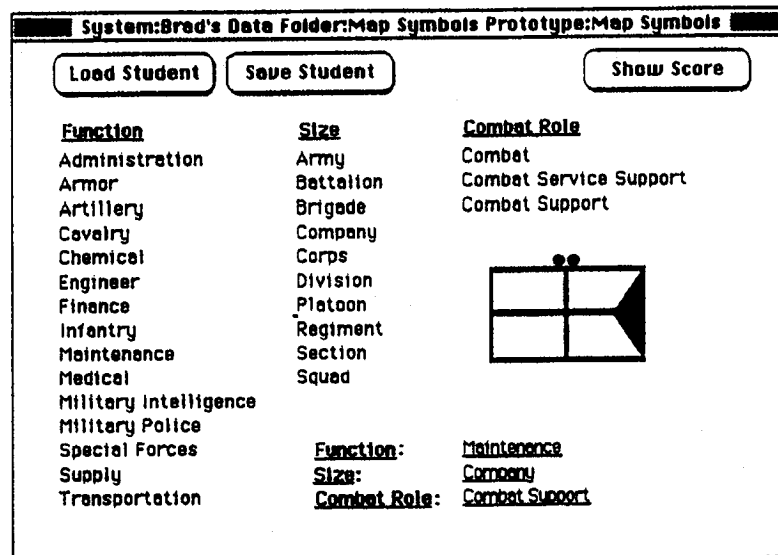 System:Brad's Data Folder:Map Symbols Prototype:Map Symbols
Load Student Save Student Show Score
Function Size Combat Role
Administration Army Combat
Armor Battalion Combat Service Support
Artillery Brigade Combat Support
Cavalry Company
Chemical Corps
Engineer Division
Finance Platoon
Infantry Regiment
Maintenance Section
Medical Squad
Military Intelligence
Military Police
Special Forces Function: Maintenance
Supply Size: Company
Transportation Combat Role: Combat Support